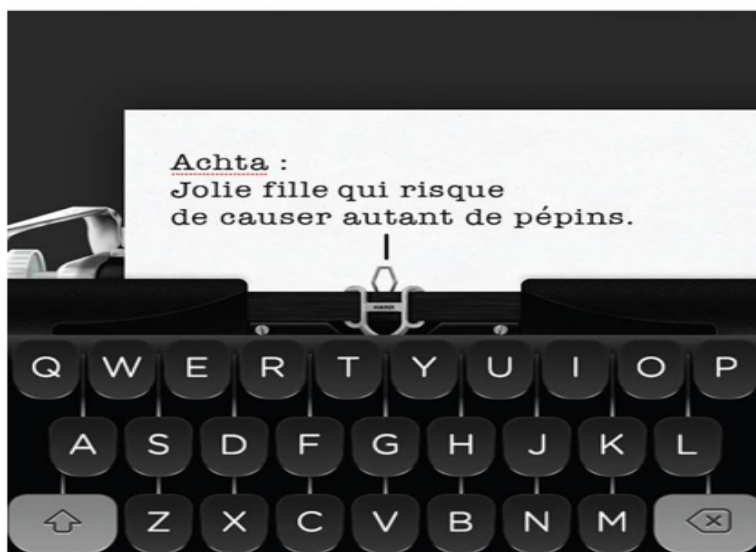 Achta :
Jolie fille qui risque
de causer autant de pépins.
Q W E R T Y U I O P
A S D F G H J K L
Z X C V B N M